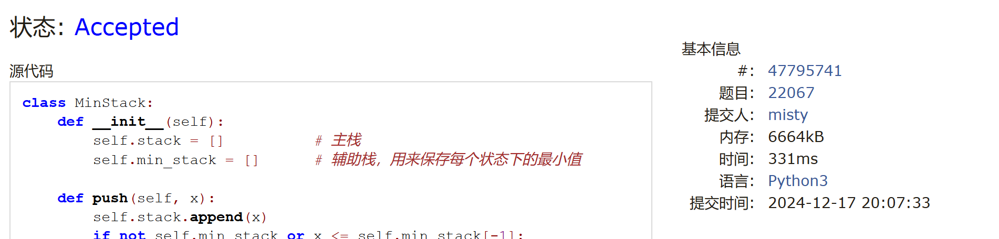 状态: Accepted
源代码
class MinStack:
    def __init__(self):
        self.stack = []          # 主栈
        self.min_stack = []      # 辅助栈，用来保存每个状态下的最小值
    def push(self, x):
        self.stack.append(x)
        if not self.min_stack or x <= self.min_stack[-1]:
基本信息
#: 47795741
题目: 22067
提交人: misty
内存: 6664kB
时间: 331ms
语言: Python3
提交时间: 2024-12-17 20:07:33